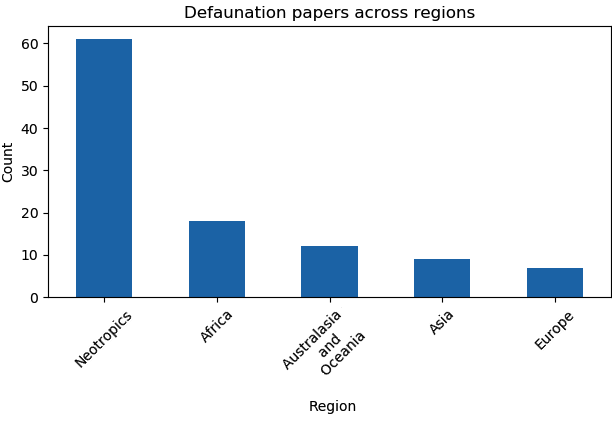 Defaunation papers across regions
Count
60
50
40
30
20
10
0
Neotropics
Africa
Australasia
and
Oceania
Asia
Europe
Region